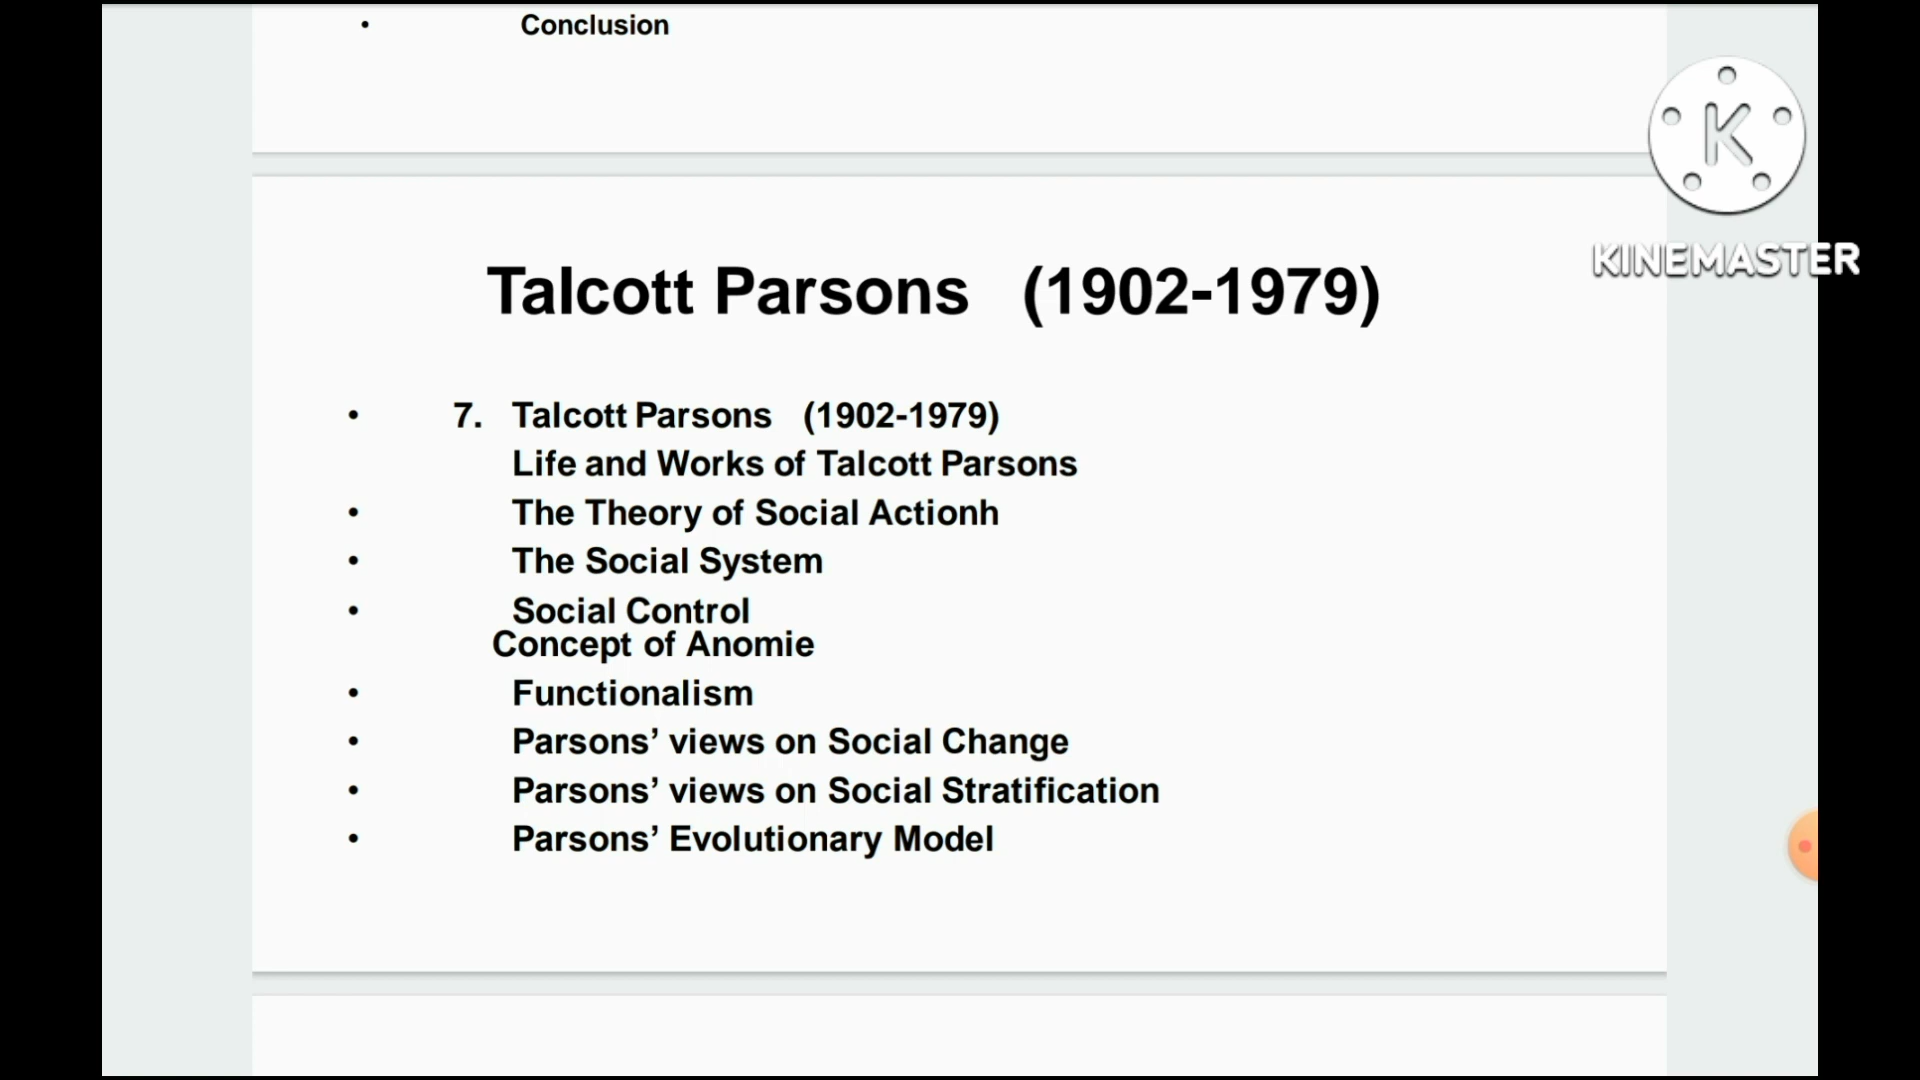 • Conclusion
K
KINEMASTER
Talcott Parsons (1902-1979)
• 7. Talcott Parsons (1902-1979)
Life and Works of Talcott Parsons
• The Theory of Social Actionh
• The Social System
• Social Control
Concept of Anomie
• Functionalism
• Parsons’ views on Social Change
• Parsons’ views on Social Stratification
• Parsons’ Evolutionary Model